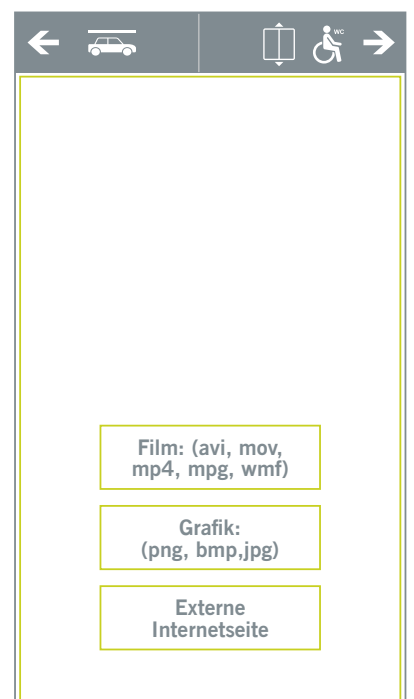 WC
Film: (avi, mov,
mp4, mpg, wmf)
Grafik:
(png, bmp,jpg)
Externe
Internetseite